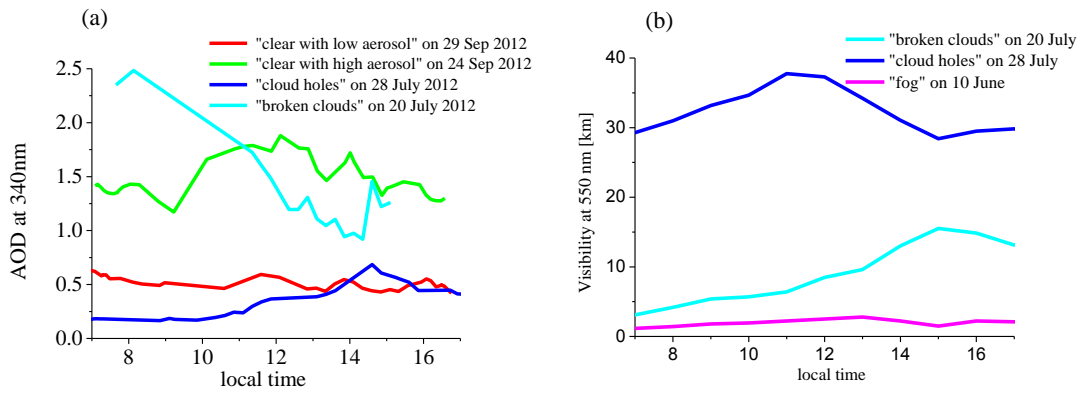 (a)
"clear with low aerosol" on 29 Sep 2012
"clear with high aerosol" on 24 Sep 2012
"cloud holes" on 28 July 2012
"broken clouds" on 20 July 2012
2.5
2.0
1.5
1.0
0.5
0.0
AOD at 340nm
8 10 12 14 16
local time
(b)
"broken clouds" on 20 July
"cloud holes" on 28 July
"fog" on 10 June
40
30
20
10
0
Visibility at 550 nm [km]
8 10 12 14 16
local time